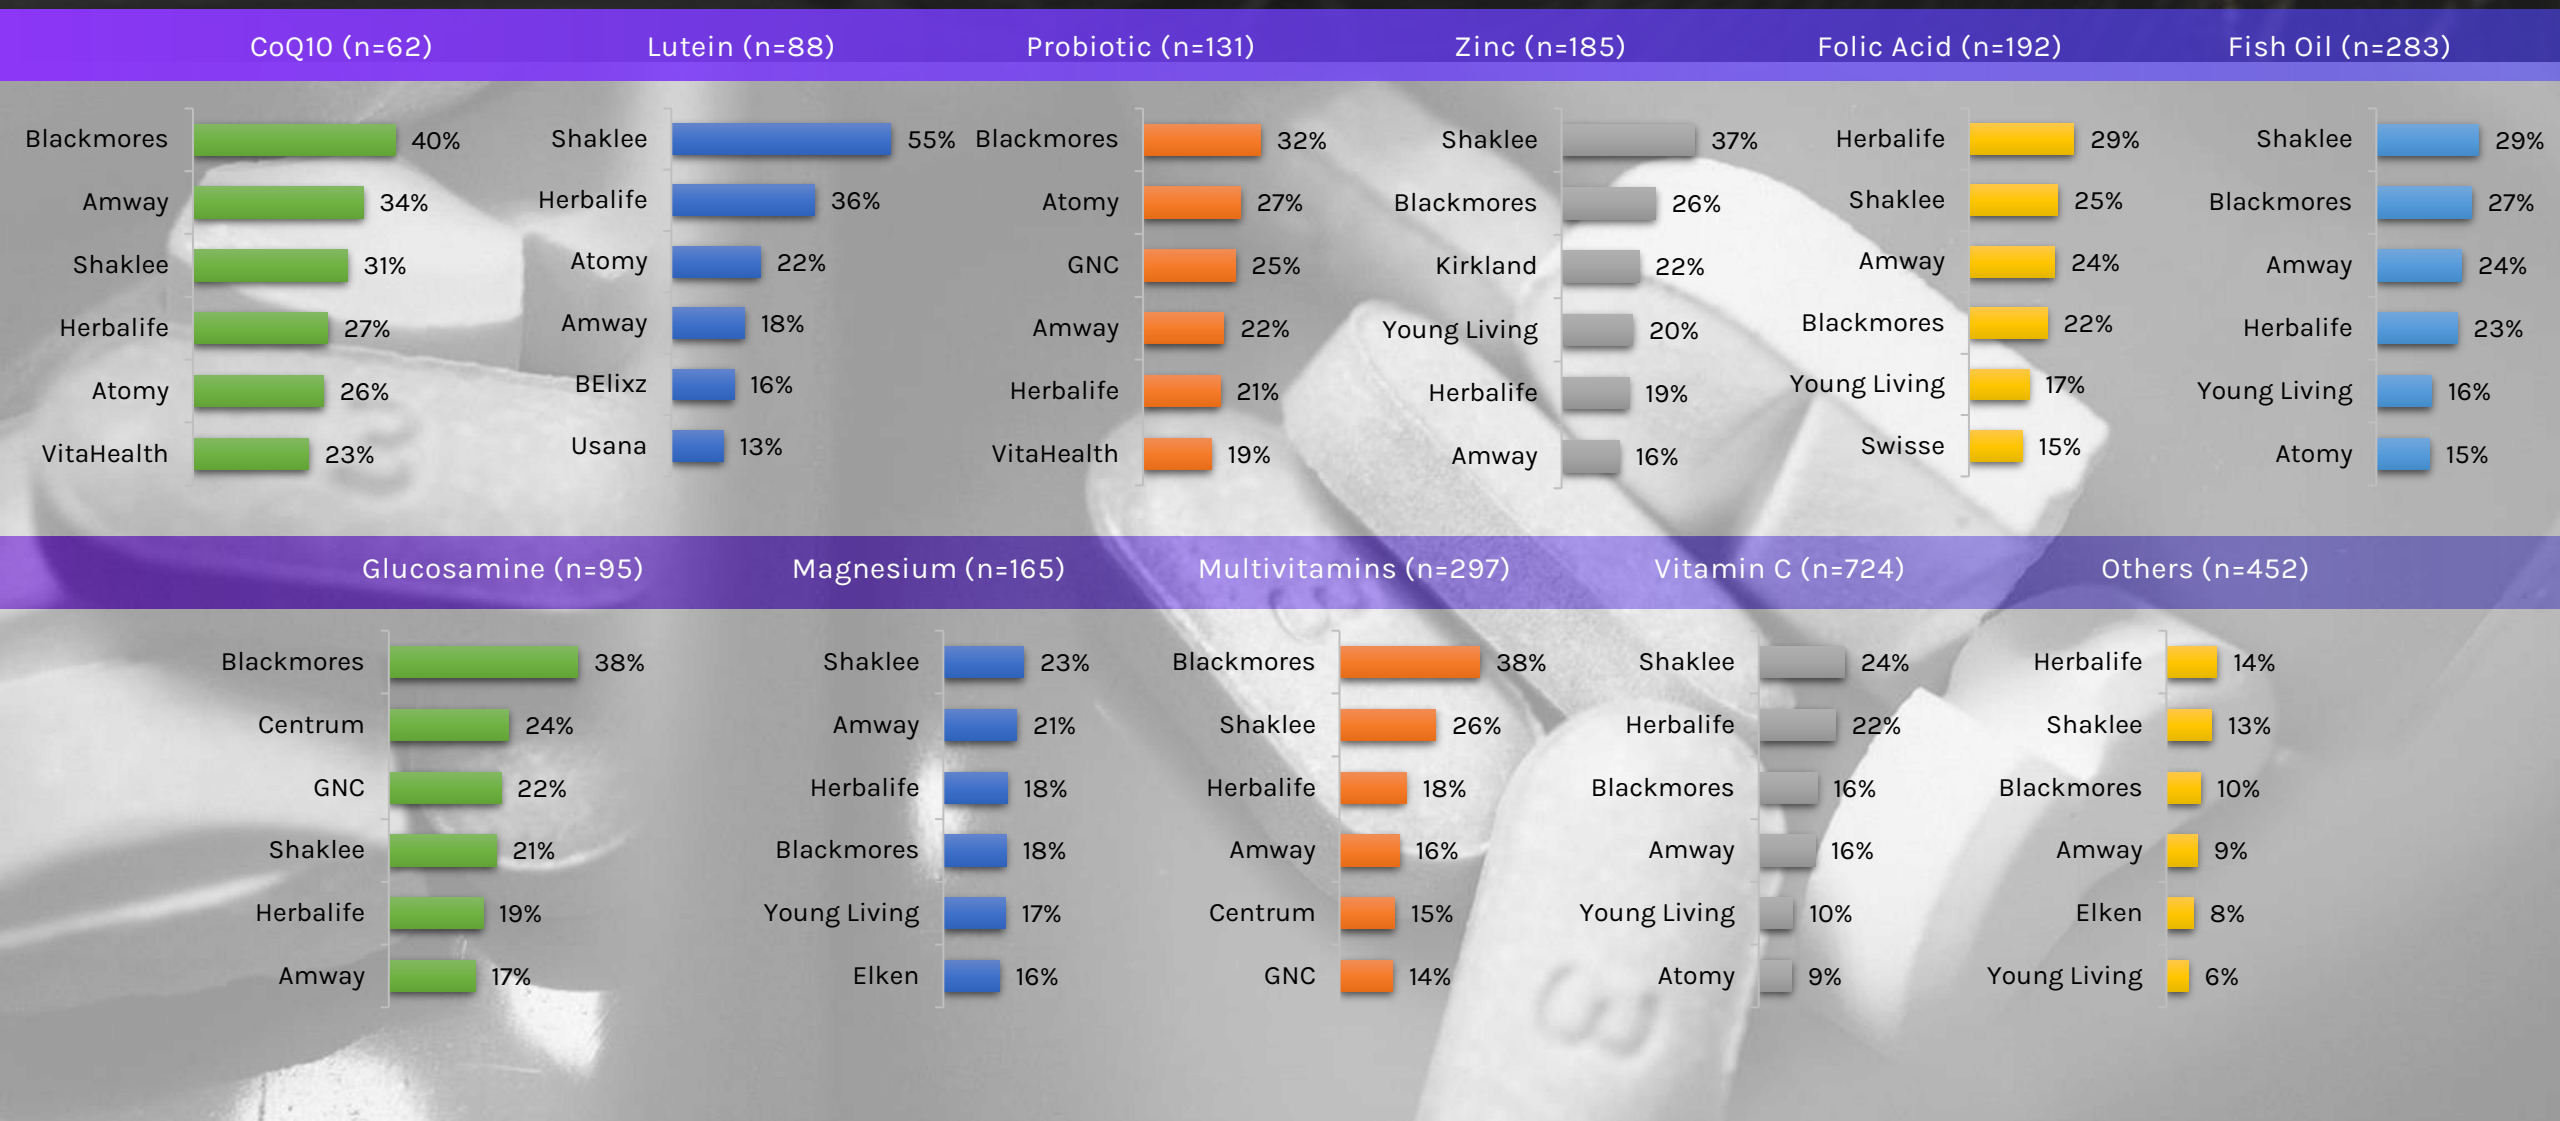 CoQ10 (n=62)
Lutein (n=88)
Probiotic (n=131)
Zinc (n=185)
Folic Acid (n=192)
Fish Oil (n=283)
Blackmores 40%
Amway 34%
Shaklee 31%
Herbalife 27%
Atomy 26%
VitaHealth 23%
Shaklee 55%
Herbalife 36%
Atomy 22%
Amway 18%
BElixz 16%
Usana 13%
Blackmores 32%
Atomy 27%
GNC 25%
Amway 22%
Herbalife 21%
VitaHealth 19%
Shaklee 37%
Blackmores 26%
Kirkland 22%
Young Living 20%
Herbalife 19%
Amway 16%
Herbalife 29%
Shaklee 25%
Amway 24%
Blackmores 22%
Young Living 17%
Swisse 15%
Shaklee 29%
Blackmores 27%
Amway 24%
Herbalife 23%
Young Living 16%
Atomy 15%
Glucosamine (n=95)
Magnesium (n=165)
Multivitamins (n=297)
Vitamin C (n=724)
Others (n=452)
Blackmores 38%
Centrum 24%
GNC 22%
Shaklee 21%
Herbalife 19%
Amway 17%
Shaklee 23%
Amway 21%
Herbalife 18%
Blackmores 18%
Young Living 17%
Elken 16%
Blackmores 38%
Shaklee 26%
Herbalife 18%
Amway 16%
Centrum 15%
GNC 14%
Shaklee 24%
Herbalife 22%
Blackmores 16%
Amway 16%
Young Living 10%
Atomy 9%
Herbalife 14%
Shaklee 13%
Blackmores 10%
Amway 9%
Elken 8%
Young Living 6%
3
3
3